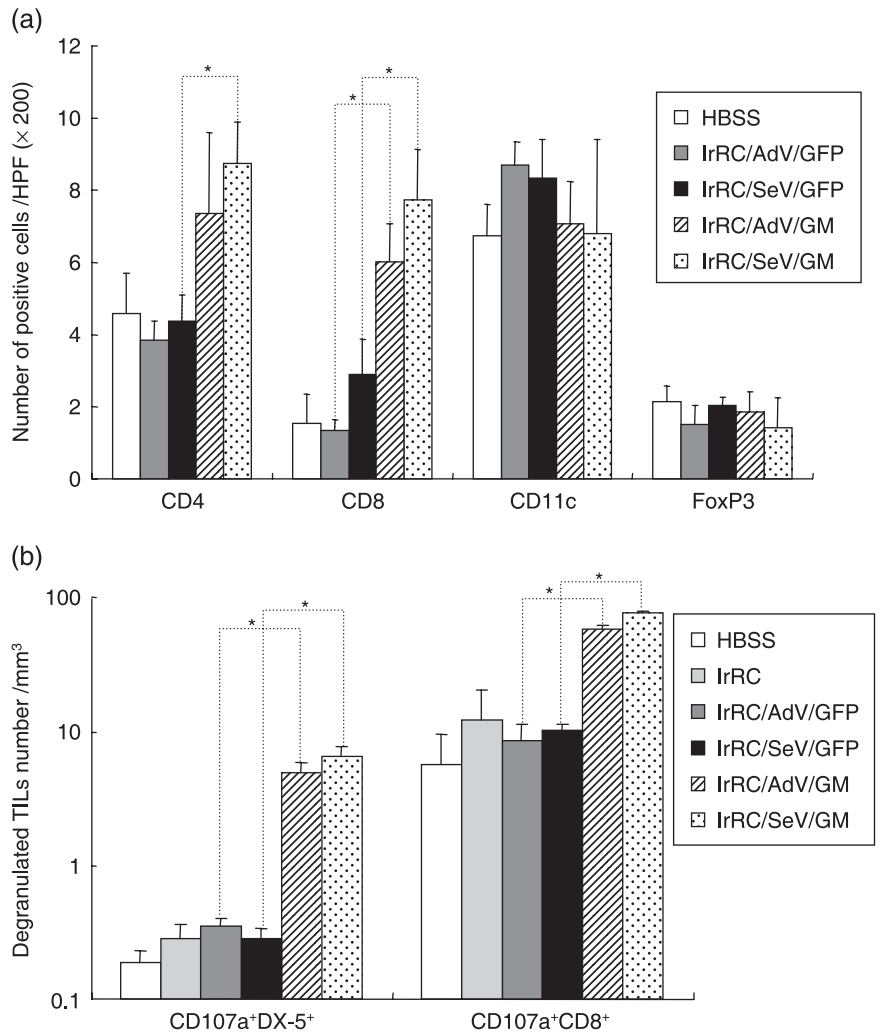 (a)
12
10
8
6
4
2
0
Number of positive cells /HPF (× 200)
*
*
*
CD4
CD8
CD11c
FoxP3
HBSS
IrRC/AdV/GFP
IrRC/SeV/GFP
IrRC/AdV/GM
IrRC/SeV/GM
(b)
100
10
1
0.1
Degranulated TILs number /mm³
*
*
*
*
CD107a⁺DX-5⁺
CD107a⁺CD8⁺
HBSS
IrRC
IrRC/AdV/GFP
IrRC/SeV/GFP
IrRC/AdV/GM
IrRC/SeV/GM